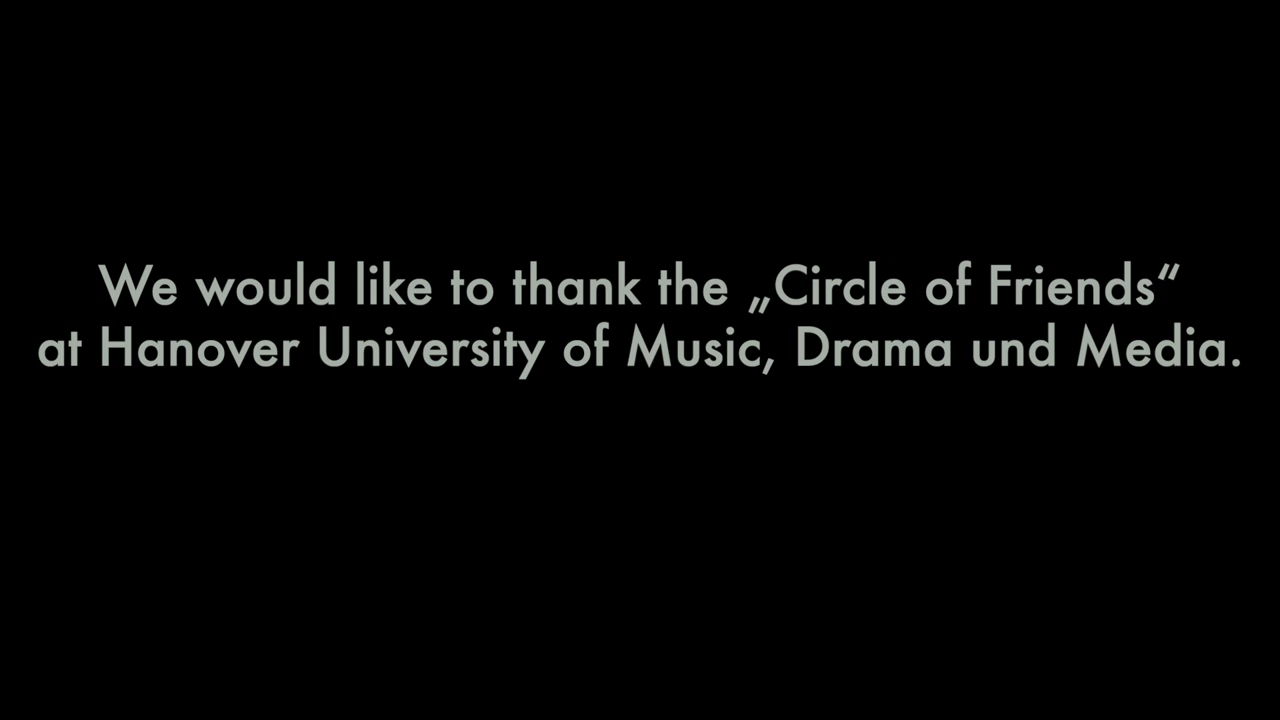 We would like to thank the „Circle of Friends“
at Hanover University of Music, Drama und Media.